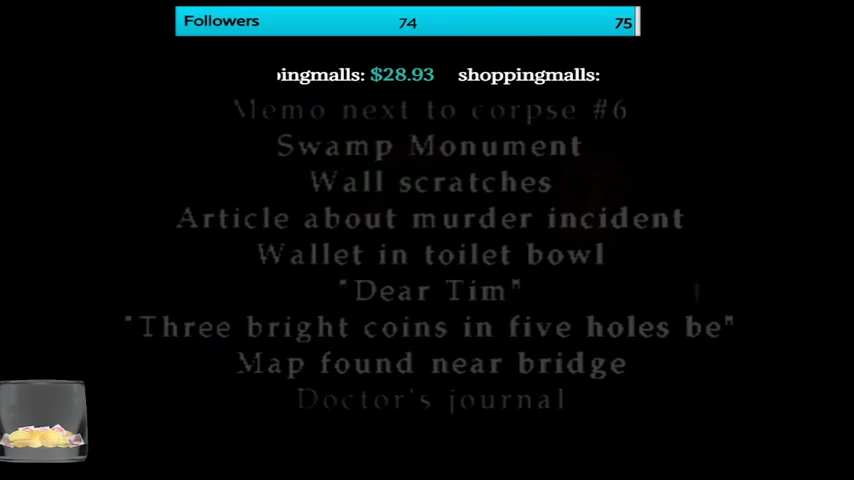 Followers 74 75
pingmalls: $28.93 shoppingmalls:
Memo next to corpse #6
Swamp Monument
Wall scratches
Article about murder incident
Wallet in toilet bowl
"Dear Tim"
"Three bright coins in five holes be"
Map found near bridge
Doctor's journal